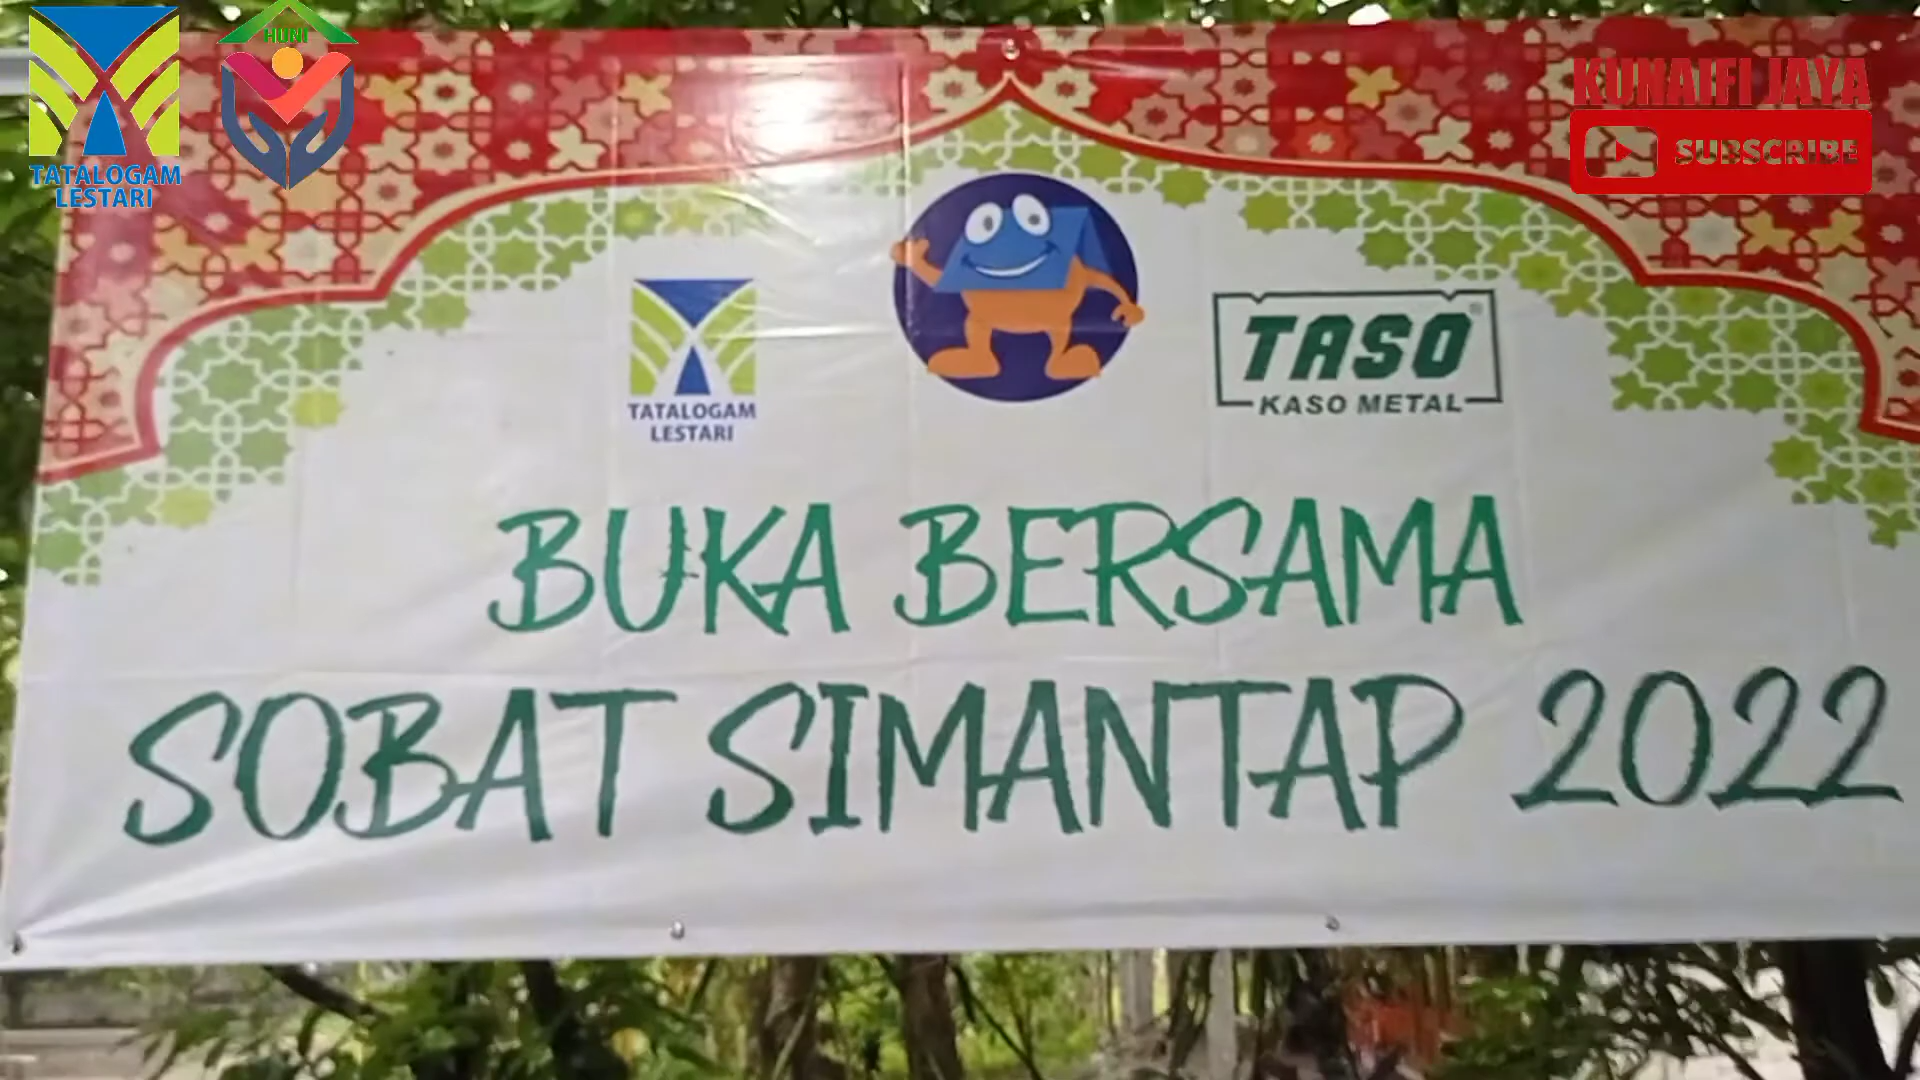 HUNI
TATALOGAM
LESTARI
KUNAIFI JAYA
SUBSCRIBE
TATALOGAM
LESTARI
TASO®
KASO METAL
BUKA BERSAMA
SOBAT SIMANTAP 2022